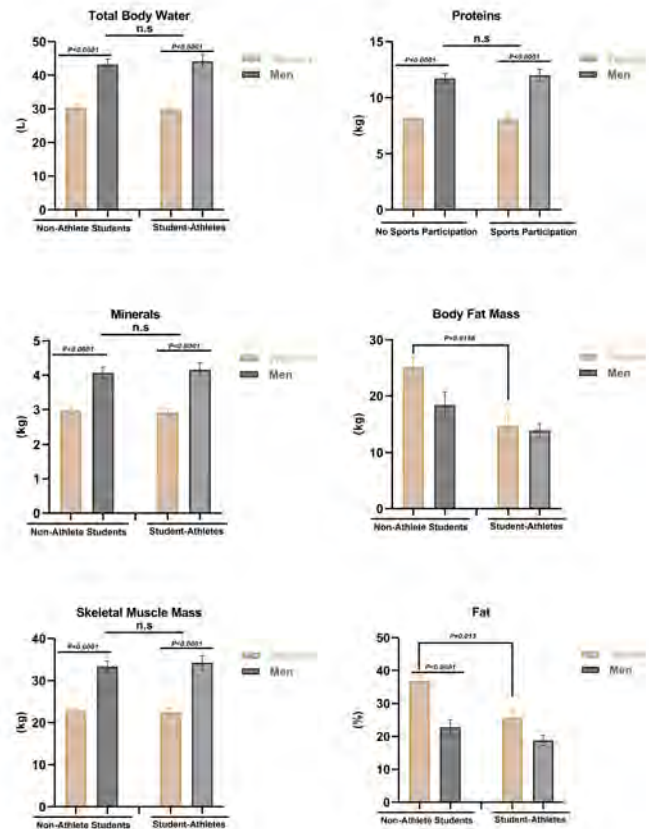 Total Body Water
n.s
P<0.0001
P<0.0001
Men
50
40
30
20
10
0
(L)
Non-Athlete Students
Student-Athletes
Proteins
n.s
P<0.0001
P<0.0001
Men
15
10
5
0
(kg)
No Sports Participation
Sports Participation
Minerals
n.s
P<0.0001
P<0.0001
Men
5
4
3
2
1
0
(kg)
Non-Athlete Students
Student-Athletes
Body Fat Mass
Men
30
20
10
0
(kg)
Non-Athlete Students
Student-Athletes
Skeletal Muscle Mass
n.s
P<0.0001
P<0.0001
Men
40
30
20
10
0
(kg)
Non-Athlete Students
Student-Athletes
Fat
P=0.013
P<0.0001
Men
50
40
30
20
10
0
(%)
Non-Athlete Students
Student-Athletes